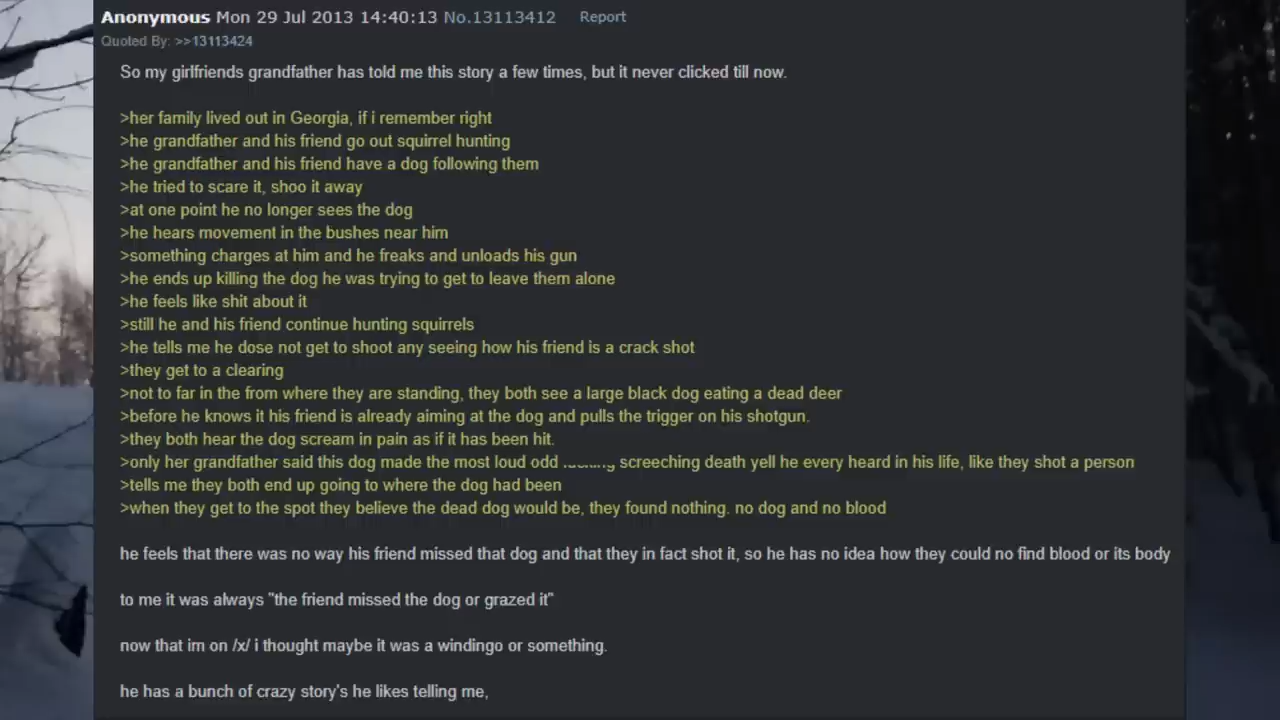 Anonymous Mon 29 Jul 2013 14:40:13 No.13113412 Report
Quoted By: >>13113424
So my girlfriends grandfather has told me this story a few times, but it never clicked till now.
>her family lived out in Georgia, if i remember right
>he grandfather and his friend go out squirrel hunting
>he grandfather and his friend have a dog following them
>he tried to scare it, shoo it away
>at one point he no longer sees the dog
>he hears movement in the bushes near him
>something charges at him and he freaks and unloads his gun
>he ends up killing the dog he was trying to get to leave them alone
>he feels like shit about it
>still he and his friend continue hunting squirrels
>he tells me he dose not get to shoot any seeing how his friend is a crack shot
>they get to a clearing
>not to far in the from where they are standing, they both see a large black dog eating a dead deer
>before he knows it his friend is already aiming at the dog and pulls the trigger on his shotgun.
>they both hear the dog scream in pain as if it has been hit.
>only her grandfather said this dog made the most loud odd screeching death yell he every heard in his life, like they shot a person
>tells me they both end up going to where the dog had been
>when they get to the spot they believe the dead dog would be, they found nothing. no dog and no blood
he feels that there was no way his friend missed that dog and that they in fact shot it, so he has no idea how they could no find blood or its body
to me it was always "the friend missed the dog or grazed it"
now that im on /x/ i thought maybe it was a windingo or something.
he has a bunch of crazy story's he likes telling me,